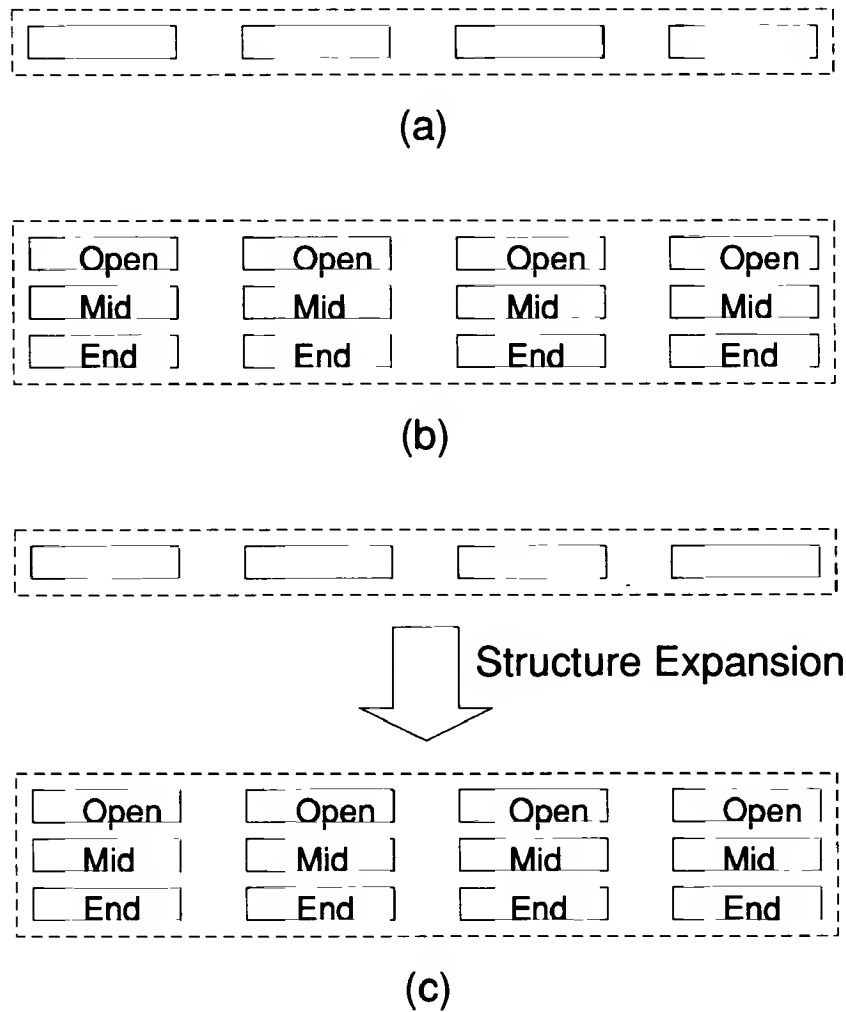 (a)
Open Open Open Open
Mid Mid Mid Mid
End End End End
(b)
Structure Expansion
Open Open Open Open
Mid Mid Mid Mid
End End End End
(c)